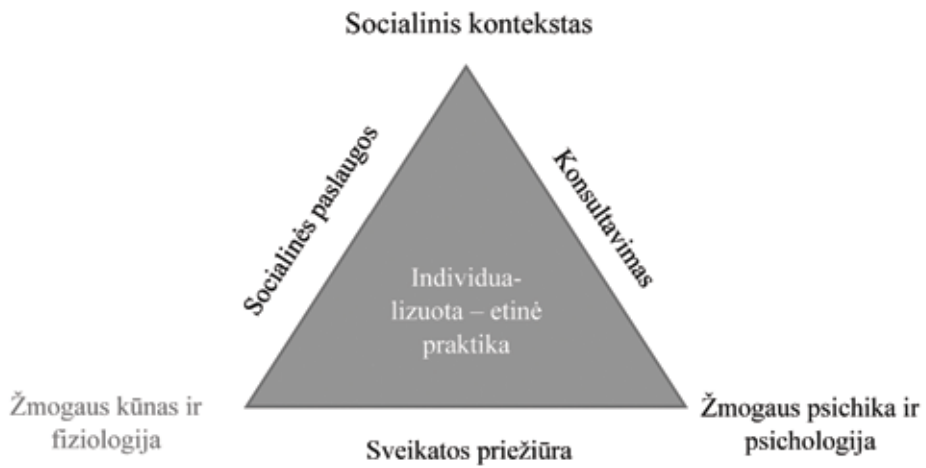 Socialinis kontekstas
Socialinės paslaugos
Konsultavimas
Individua-
lizuota – etinė
praktika
Žmogaus kūnas ir
fiziologija
Sveikatos priežiūra
Žmogaus psichika ir
psichologija